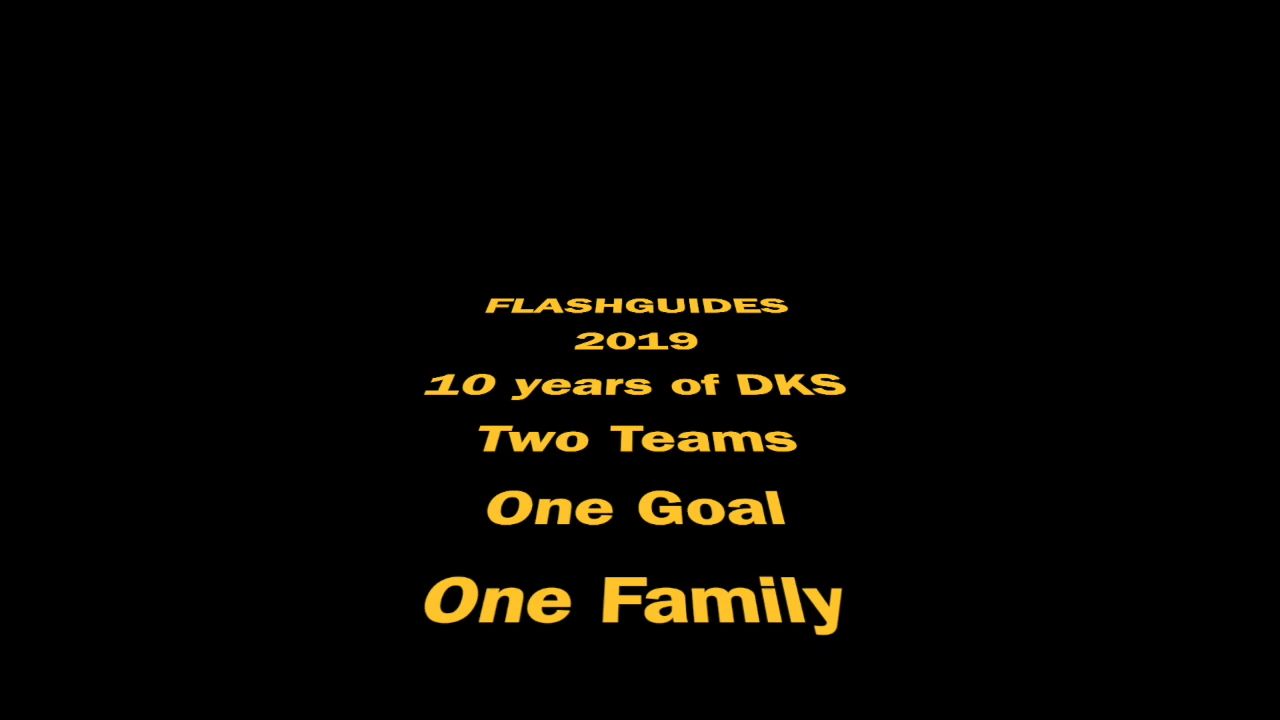 FLASHGUIDES
2019
10 years of DKS
Two Teams
One Goal
One Family